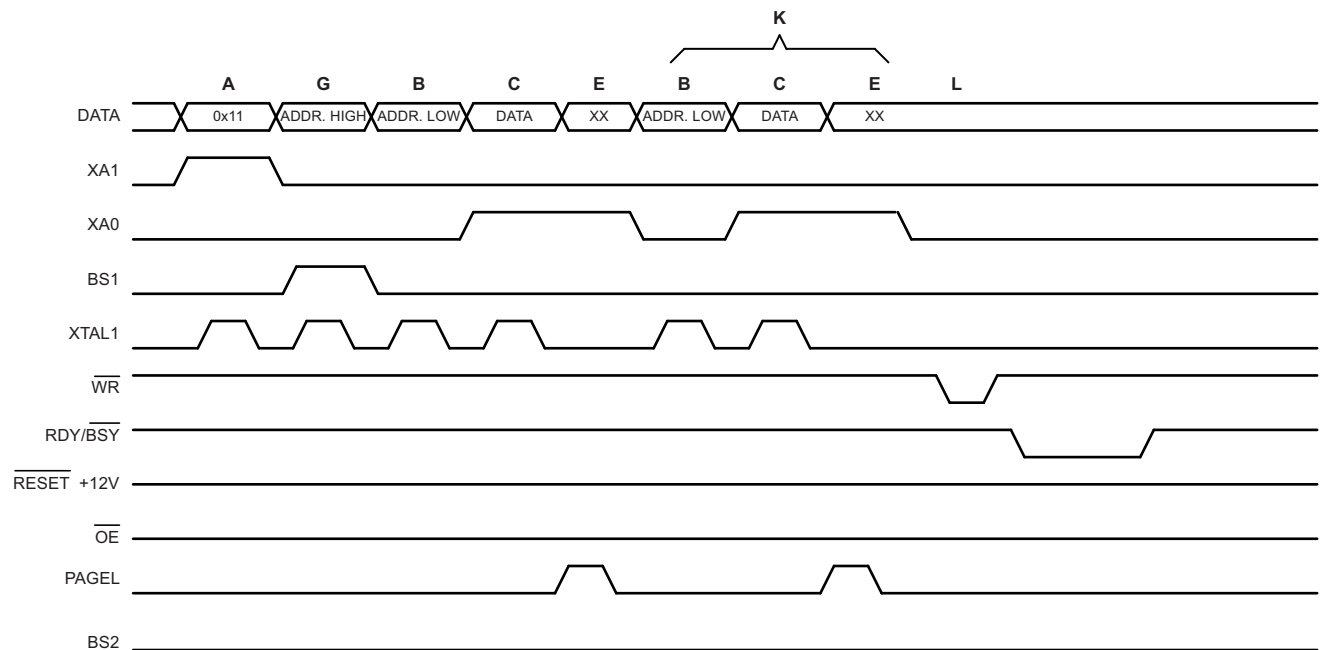 K
A G B C E B C E L
DATA 0x11 ADDR. HIGH ADDR. LOW DATA XX ADDR. LOW DATA XX
XA1
XA0
BS1
XTAL1
WR
RDY/BSY
RESET +12V
OE
PAGEL
BS2